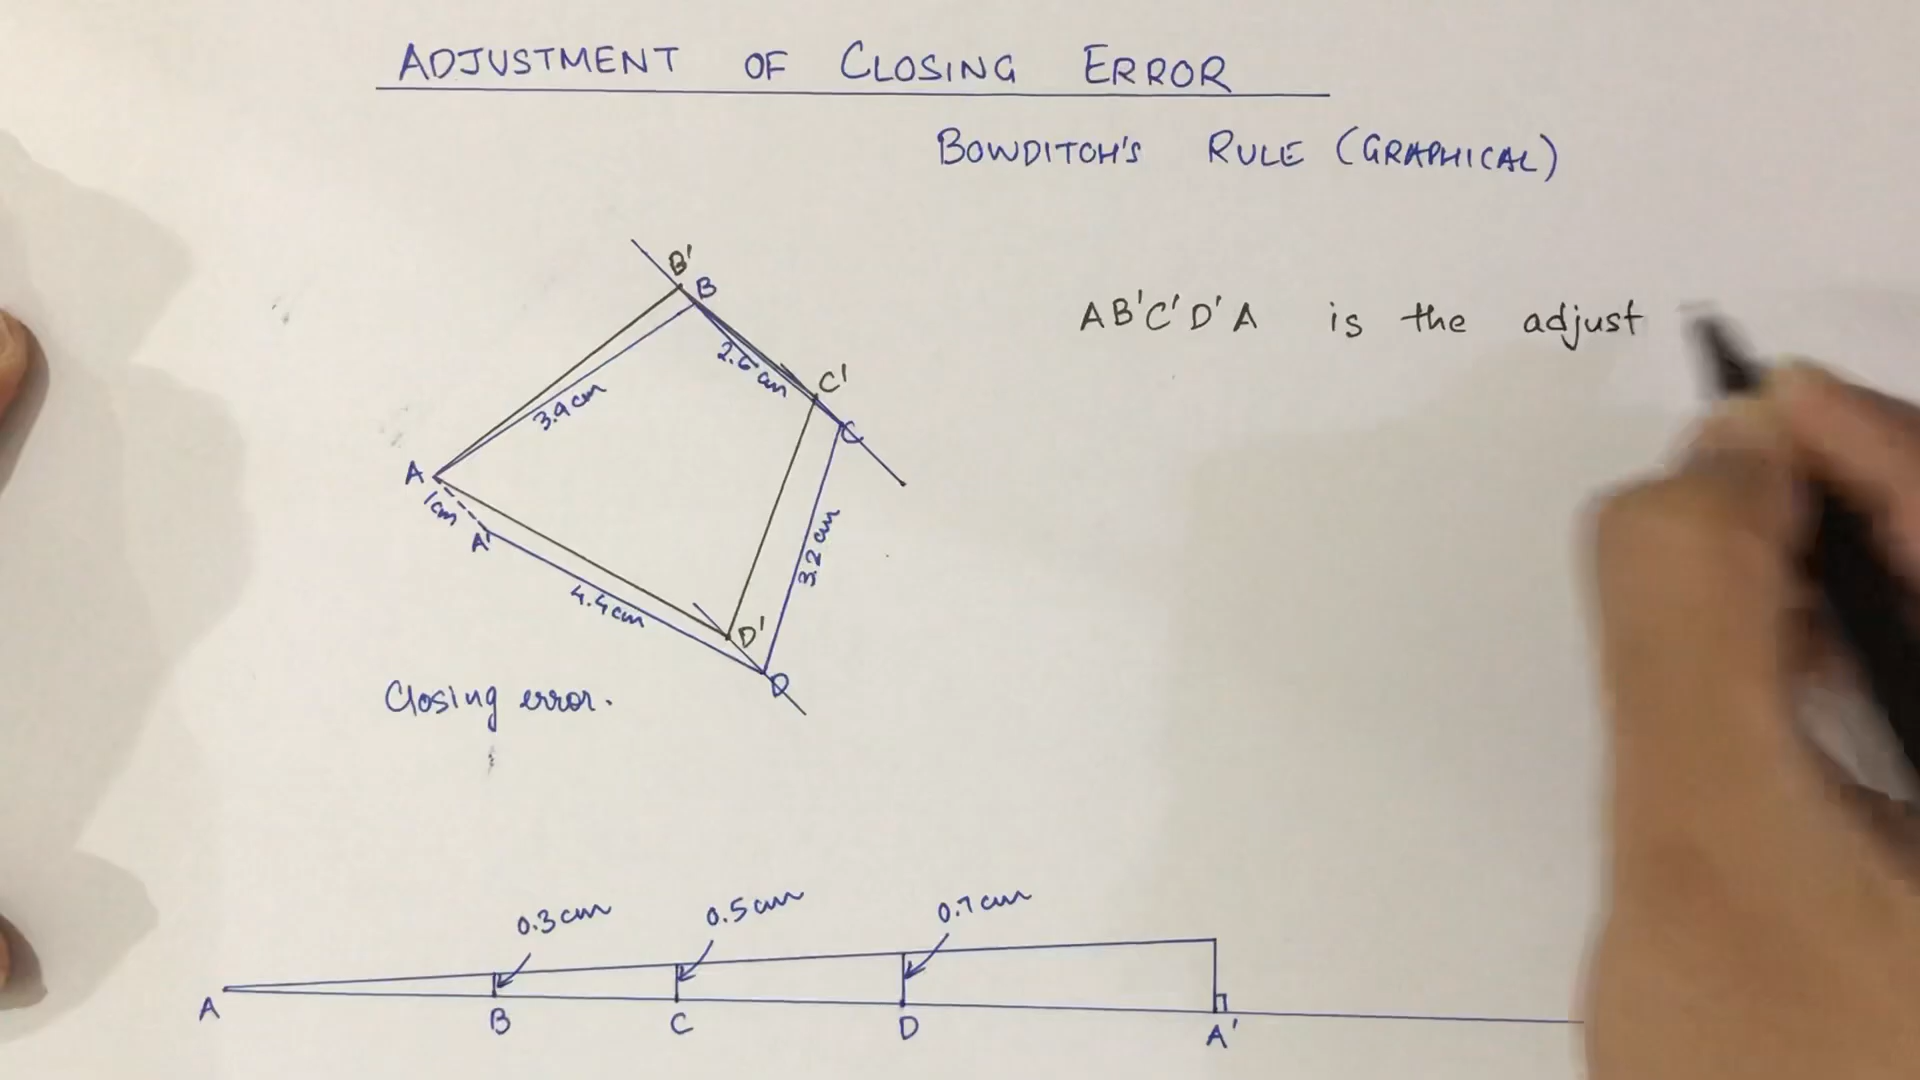 ADJUSTMENT OF CLOSING ERROR
BOWDITCH'S RULE (GRAPHICAL)
B'
B
AB'C'D'A is the adjust
2.6 cm
C'
3.9 cm
C
A
1cm
A'
3.2 cm
4.4 cm
D'
D
Closing error.
0.3 cm
0.5 cm
0.7 cm
A
B
C
D
A'